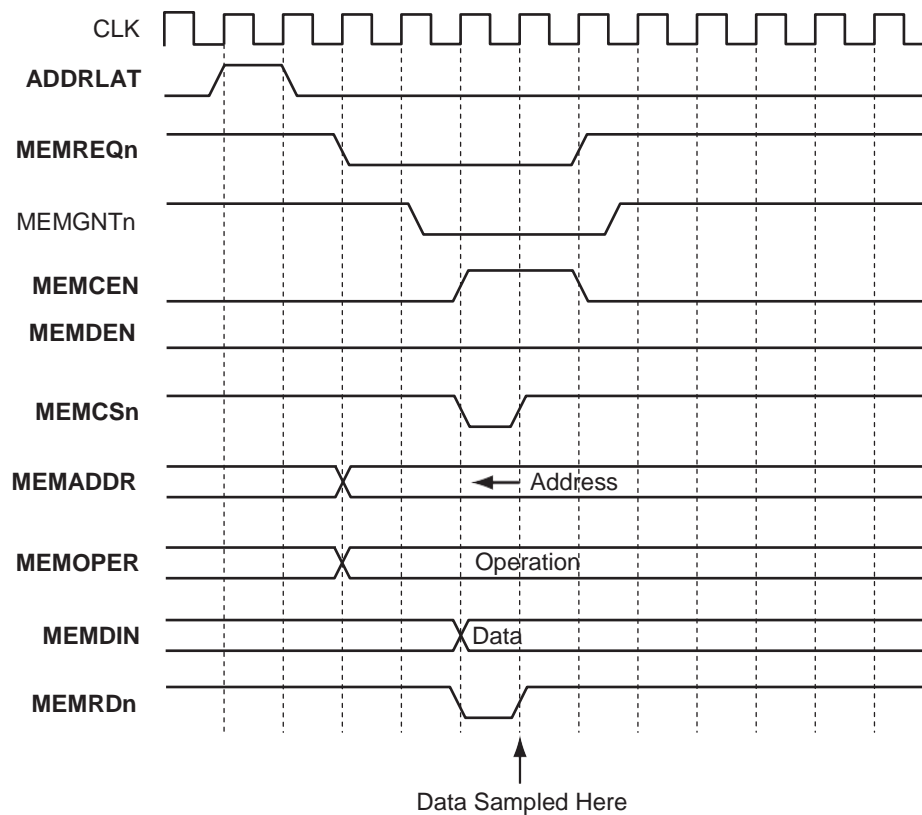 CLK
ADDRLAT
MEMREQn
MEMGNTn
MEMCEN
MEMDEN
MEMCSn
MEMADDR
Address
MEMOPER
Operation
MEMDIN
Data
MEMRDn
Data Sampled Here